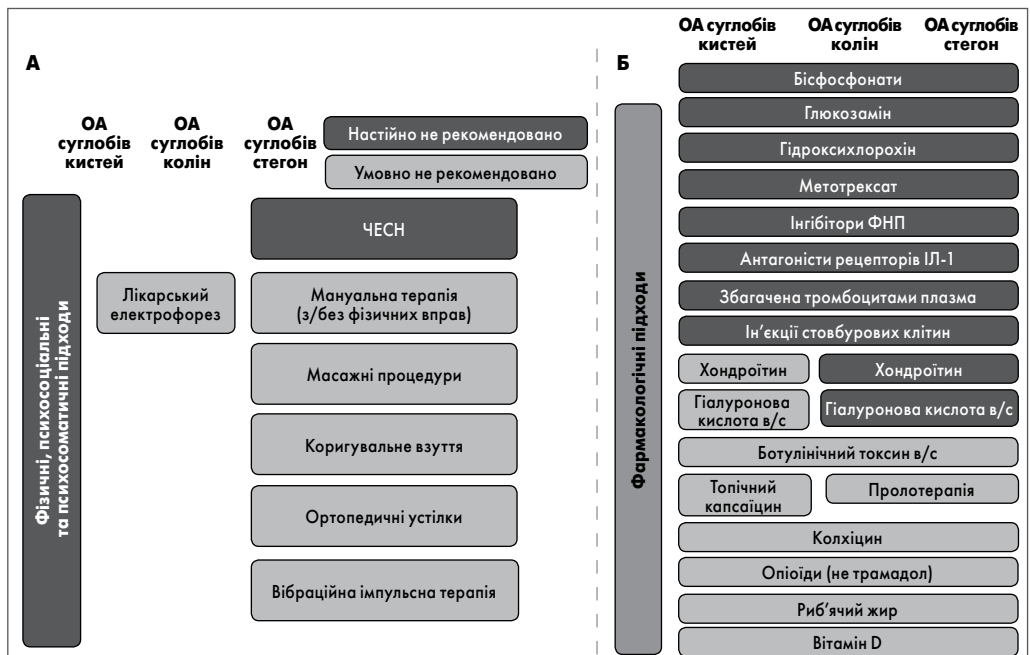 А
ОА
суглобів
кистей
ОА
суглобів
колін
ОА
суглобів
стегон
Настійно не рекомендовано
Умовно не рекомендовано
Фізичні, психосоціальні
та психосоматичні підходи
ЧЕСН
Лікарський
електрофорез
Мануальна терапія
(з/без фізичних вправ)
Масажні процедури
Коригувальне взуття
Ортопедичні устілки
Вібраційна імпульсна терапія
Б
ОА суглобів
кистей
ОА суглобів
колін
ОА суглобів
стегон
Фармакологічні підходи
Бісфосфонати
Глюкозамін
Гідроксихлорохін
Метотрексат
Інгібітори ФНП
Антагоністи рецепторів ІЛ-1
Збагачена тромбоцитами плазма
Ін’єкції стовбурових клітин
Хондроїтин
Хондроїтин
Гіалуронова
кислота в/с
Гіалуронова кислота в/с
Ботулінічний токсин в/с
Топічний
капсаїцин
Пролотерапія
Колхіцин
Опіоїди (не трамадол)
Риб’ячий жир
Вітамін D